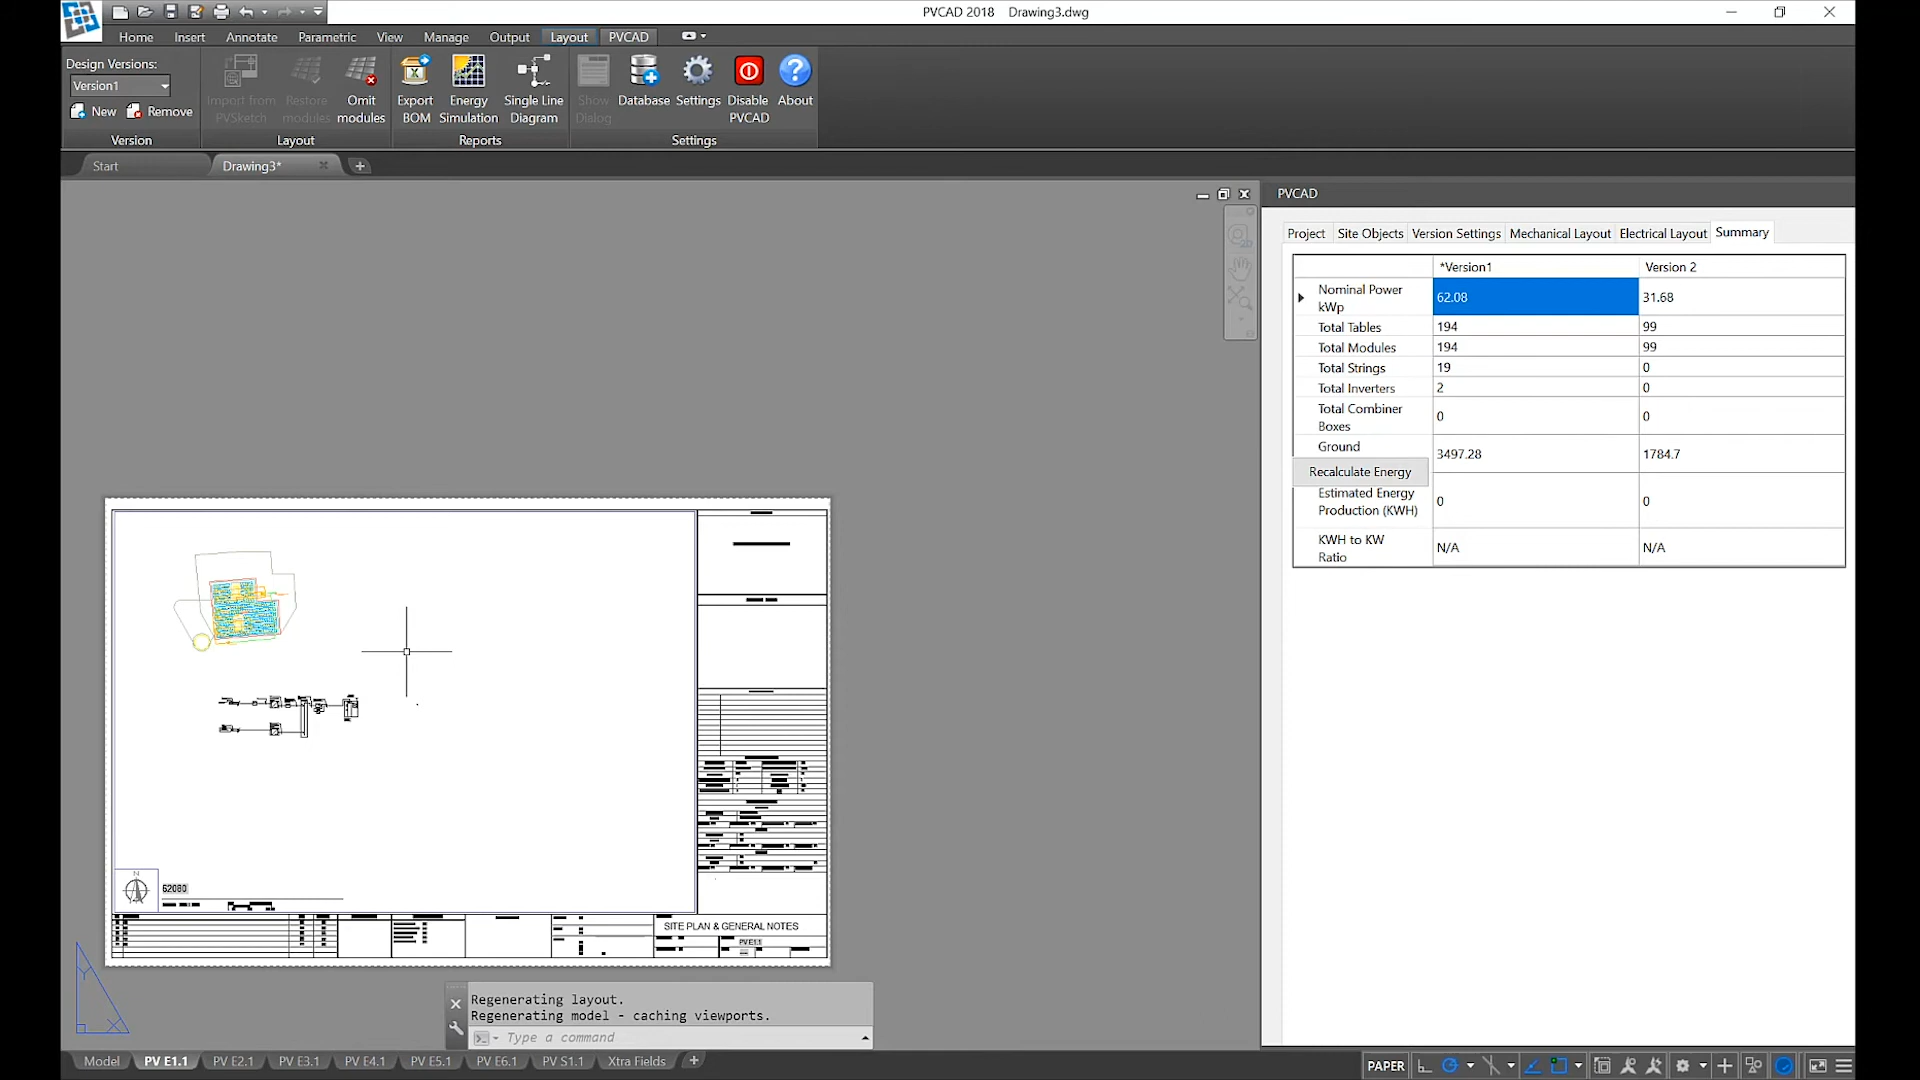 PVCAD 2018 Drawing3.dwg
Home Insert Annotate Parametric View Manage Output Layout PVCAD
Design Versions:
Version1
New Remove
Import from PVSketch
Restore modules
Omit modules
Export BOM
Energy Simulation
Single Line Diagram
Show Dialog
Database
Settings
Disable PVCAD
About
Version Layout Reports Settings
Start Drawing3*
PVCAD
Project Site Objects Version Settings Mechanical Layout Electrical Layout Summary
*Version1 Version 2
Nominal Power kWp 62.08 31.68
Total Tables 194 99
Total Modules 194 99
Total Strings 19 0
Total Inverters 2 0
Total Combiner Boxes 0 0
Ground 3497.28 1784.7
Recalculate Energy
Estimated Energy Production (KWH) 0 0
KWH to KW Ratio N/A N/A
N
62080
SITE PLAN & GENERAL NOTES
PV E1.1
Y
X
Regenerating layout.
Regenerating model - caching viewports.
Type a command
Model PV E1.1 PV E2.1 PV E3.1 PV E4.1 PV E5.1 PV E6.1 PV S1.1 Xtra Fields
PAPER